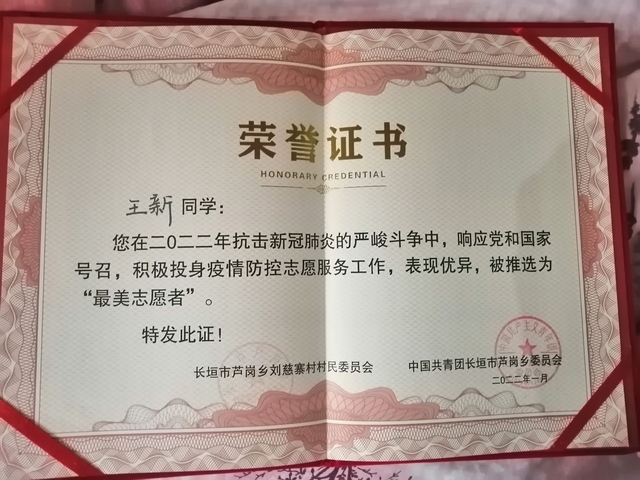 荣誉证书
HONORARY CREDENTIAL
王新 同学：
您在二〇二二年抗击新冠肺炎的严峻斗争中，响应党和国家
号召，积极投身疫情防控志愿服务工作，表现优异，被推选为
“最美志愿者”。
特发此证！
长垣市芦岗乡刘慈寨村村民委员会
中国共青团长垣市芦岗乡委员会
二〇二二年一月